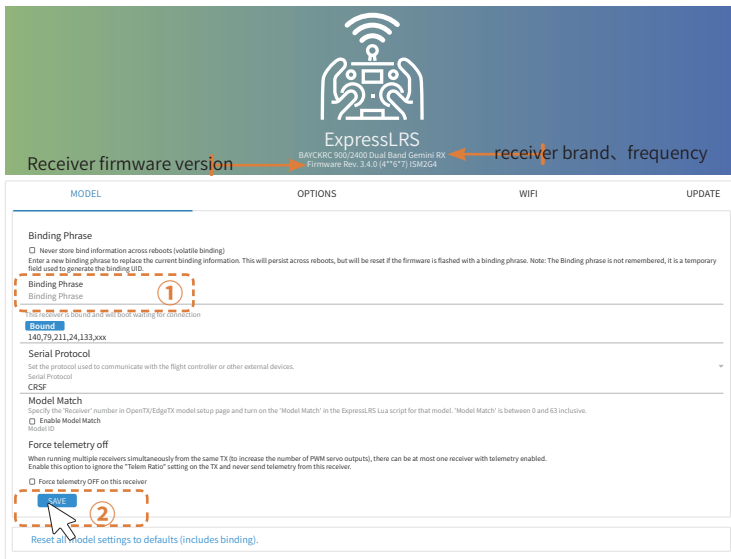 ExpressLRS
BAYCKRC 900/2400 Dual Band Gemini RX
Firmware Rev. 3.4.0 (4**6*7) ISM2G4
Receiver firmware version
receiver brand、frequency
MODEL OPTIONS WIFI UPDATE
Binding Phrase
Never store bind information across reboots (volatile binding)
Enter a new binding phrase to replace the current binding information. This will persist across reboots, but will be reset if the firmware is flashed with a binding phrase. Note: The Binding phrase is not remembered, it is a temporary
field used to generate the binding UID.
Binding Phrase
Binding Phrase
①
This receiver is bound and will boot waiting for connection
Bound
140,79,211,24,133,xxx
Serial Protocol
Set the protocol used to communicate with the flight controller or other external devices.
Serial Protocol
CRSF
Model Match
Specify the 'Receiver' number in OpenTX/EdgeTX model setup page and turn on the 'Model Match' in the ExpressLRS Lua script for that model. 'Model Match' is between 0 and 63 inclusive.
Enable Model Match
Model ID
Force telemetry off
When running multiple receivers simultaneously from the same TX (to increase the number of PWM servo outputs), there can be at most one receiver with telemetry enabled.
Enable this option to ignore the "Telem Ratio" setting on the TX and never send telemetry from this receiver.
Force telemetry OFF on this receiver
SAVE
②
Reset all model settings to defaults (includes binding).